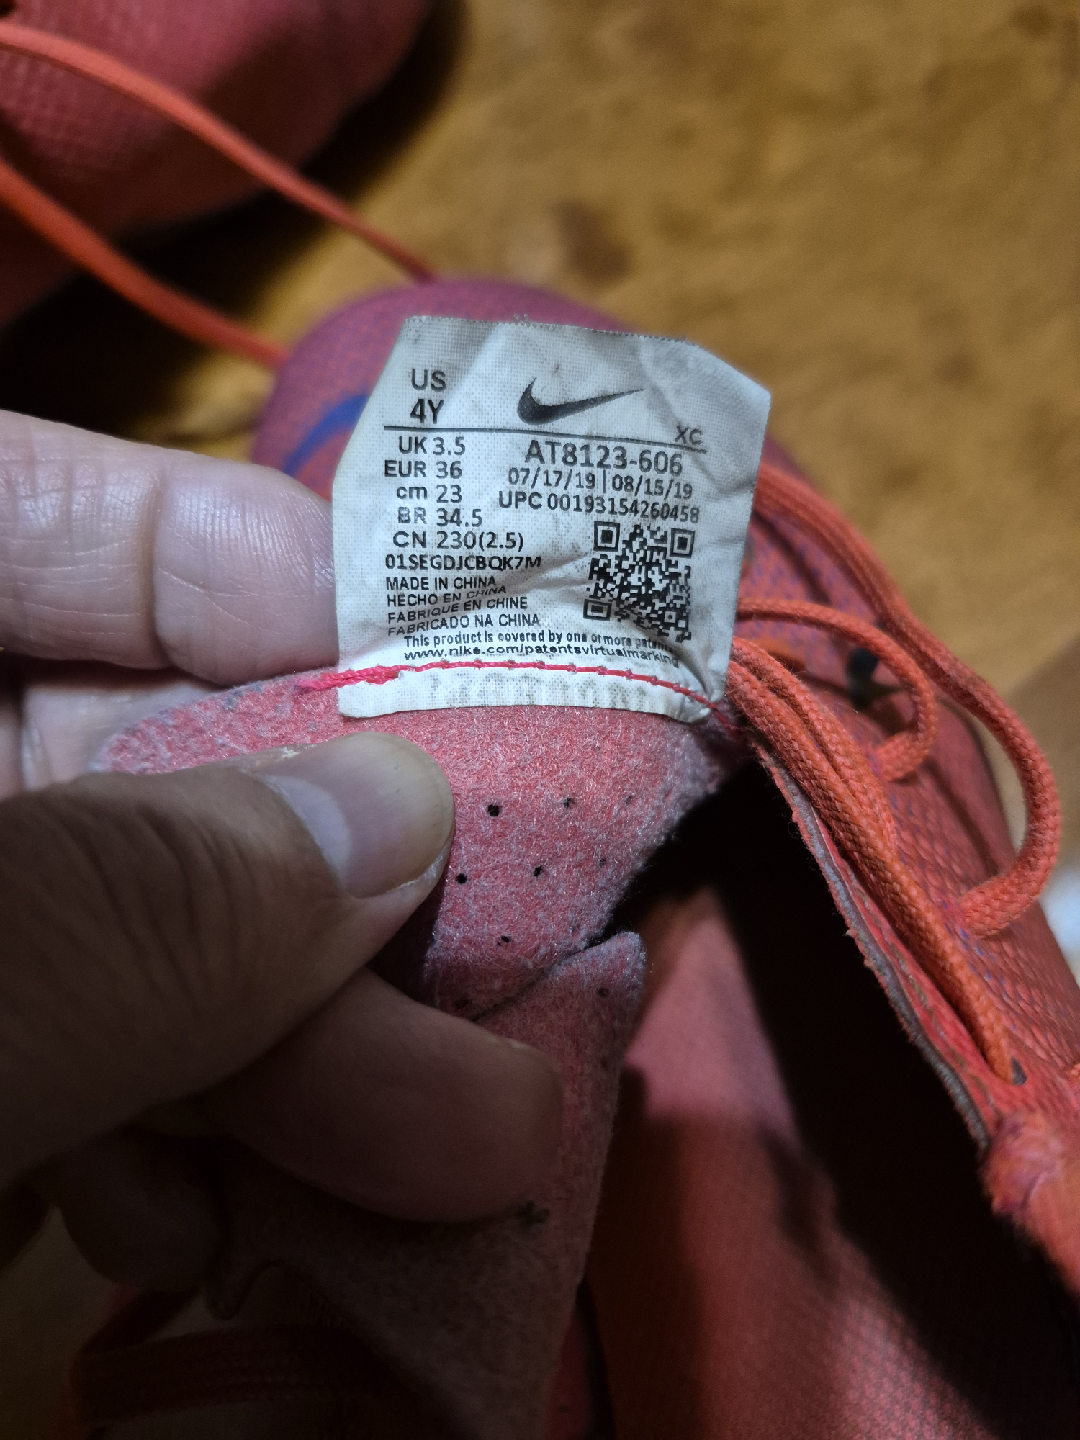 US
4Y
XC
UK 3.5
EUR 36
cm 23
BR 34.5
CN 230(2.5)
AT8123-606
07/17/19 | 08/15/19
UPC 00193154260458
01SEGDJCBQK7M
MADE IN CHINA
HECHO EN CHINA
FABRIQUE EN CHINE
FABRICADO NA CHINA
This product is covered by one or more
www.nike.com/patentsvirtualmarking